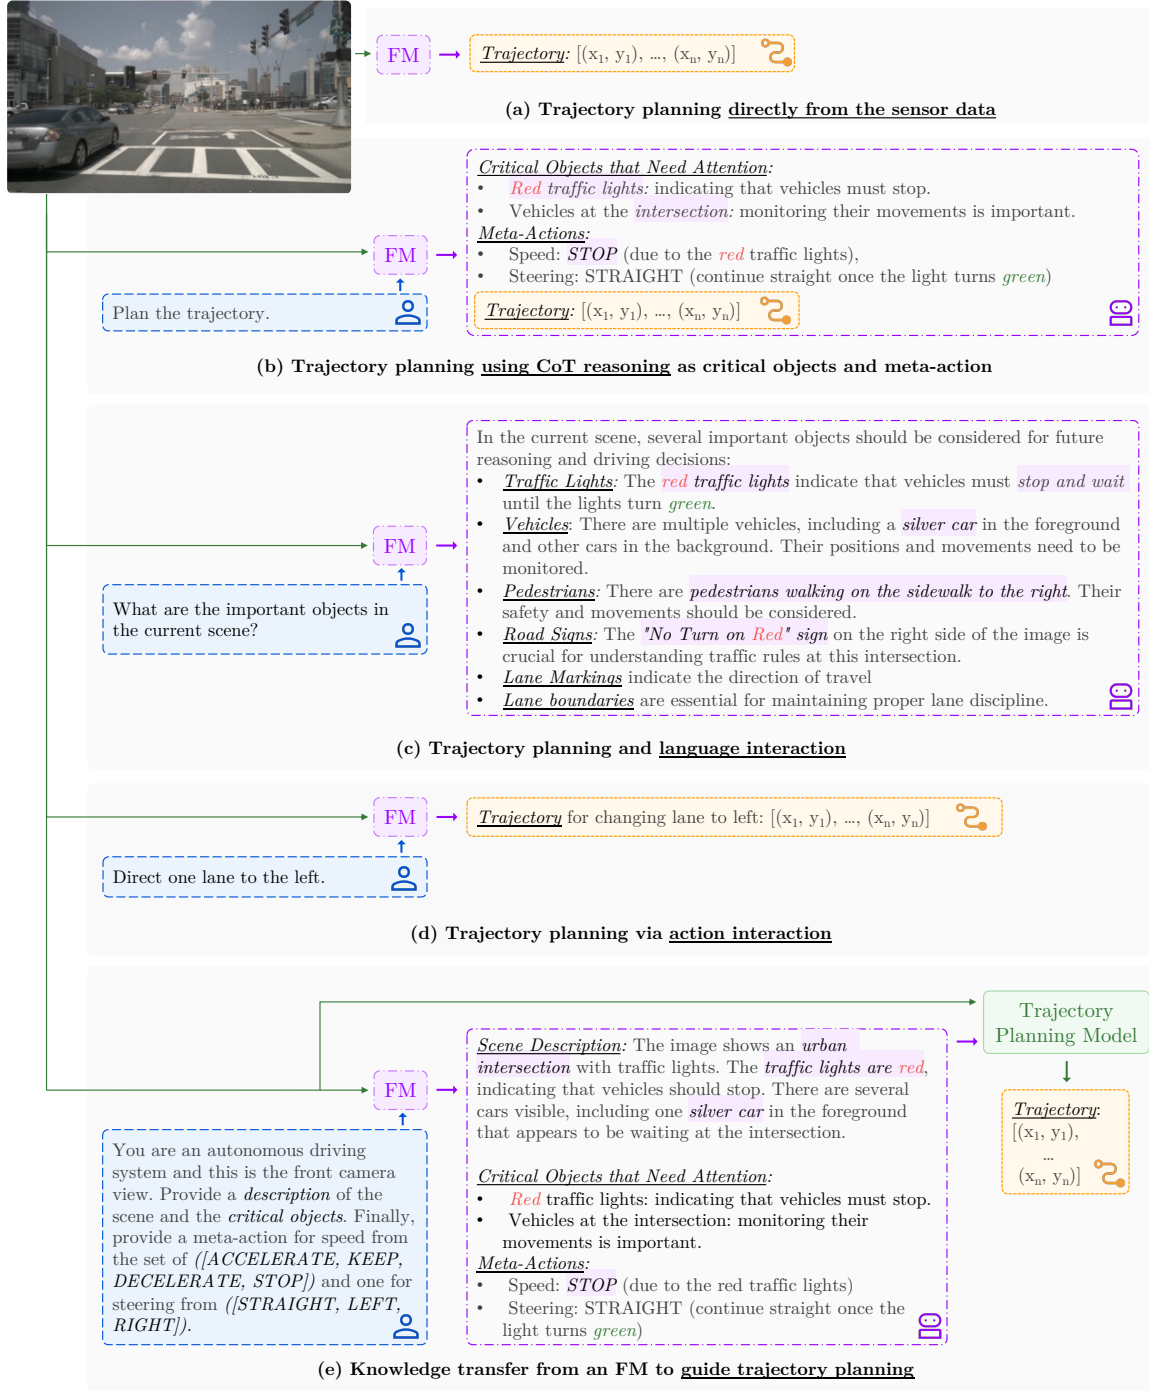 FM
Trajectory: [(x₁, y₁), ..., (xₙ, yₙ)]
(a) Trajectory planning directly from the sensor data
Critical Objects that Need Attention:
• Red traffic lights: indicating that vehicles must stop.
• Vehicles at the intersection: monitoring their movements is important.
Meta-Actions:
• Speed: STOP (due to the red traffic lights),
• Steering: STRAIGHT (continue straight once the light turns green)
Trajectory: [(x₁, y₁), ..., (xₙ, yₙ)]
FM
Plan the trajectory.
(b) Trajectory planning using CoT reasoning as critical objects and meta-action
In the current scene, several important objects should be considered for future
reasoning and driving decisions:
• Traffic Lights: The red traffic lights indicate that vehicles must stop and wait
until the lights turn green.
• Vehicles: There are multiple vehicles, including a silver car in the foreground
and other cars in the background. Their positions and movements need to be
monitored.
• Pedestrians: There are pedestrians walking on the sidewalk to the right. Their
safety and movements should be considered.
• Road Signs: The "No Turn on Red" sign on the right side of the image is
crucial for understanding traffic rules at this intersection.
• Lane Markings indicate the direction of travel
• Lane boundaries are essential for maintaining proper lane discipline.
FM
What are the important objects in
the current scene?
(c) Trajectory planning and language interaction
FM
Trajectory for changing lane to left: [(x₁, y₁), ..., (xₙ, yₙ)]
Direct one lane to the left.
(d) Trajectory planning via action interaction
Trajectory
Planning Model
Scene Description: The image shows an urban
intersection with traffic lights. The traffic lights are red,
indicating that vehicles should stop. There are several
cars visible, including one silver car in the foreground
that appears to be waiting at the intersection.
Critical Objects that Need Attention:
• Red traffic lights: indicating that vehicles must stop.
• Vehicles at the intersection: monitoring their
movements is important.
Meta-Actions:
• Speed: STOP (due to the red traffic lights)
• Steering: STRAIGHT (continue straight once the
light turns green)
FM
Trajectory:
[(x₁, y₁),
...
(xₙ, yₙ)]
You are an autonomous driving
system and this is the front camera
view. Provide a description of the
scene and the critical objects. Finally,
provide a meta-action for speed from
the set of ([ACCELERATE, KEEP,
DECELERATE, STOP]) and one for
steering from ([STRAIGHT, LEFT,
RIGHT]).
(e) Knowledge transfer from an FM to guide trajectory planning